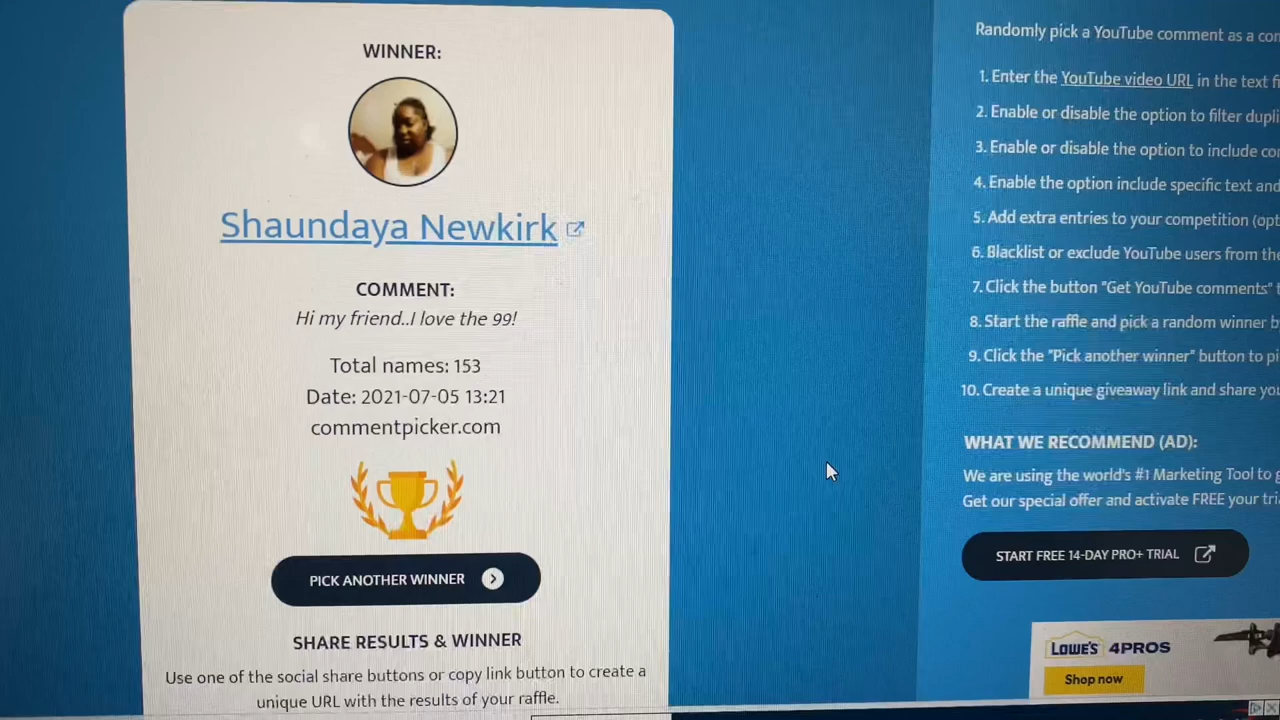 WINNER:
Shaundaya Newkirk
COMMENT:
Hi my friend..I love the 99!
Total names: 153
Date: 2021-07-05 13:21
commentpicker.com
PICK ANOTHER WINNER
SHARE RESULTS & WINNER
Use one of the social share buttons or copy link button to create a
unique URL with the results of your raffle.
Randomly pick a YouTube comment as a
1. Enter the YouTube video URL in the text
2. Enable or disable the option to filter
3. Enable or disable the option to include
4. Enable the option include specific text and
5. Add extra entries to your competition
6. Blacklist or exclude YouTube users from the
7. Click the button "Get YouTube comments"
8. Start the raffle and pick a random winner
9. Click the "Pick another winner" button to
10. Create a unique giveaway link and share
WHAT WE RECOMMEND (AD):
We are using the world's #1 Marketing Tool to
Get our special offer and activate FREE your
START FREE 14-DAY PRO+ TRIAL
LOWE'S 4PROS
Shop now